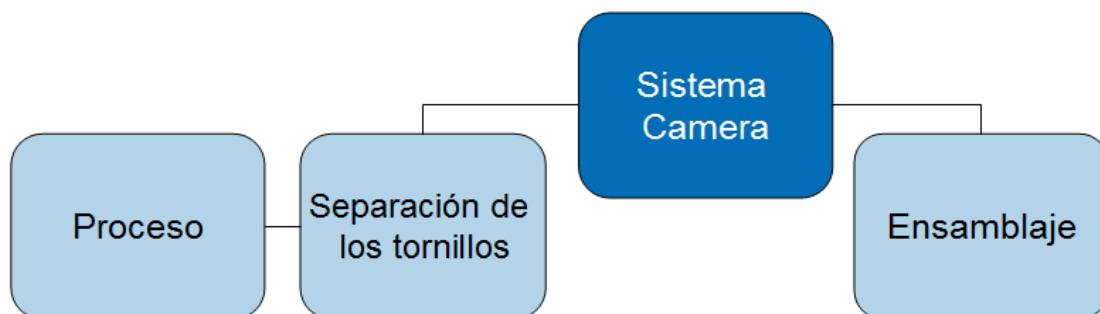 Sistema
Camera
Proceso
Separación de
los tornillos
Ensamblaje